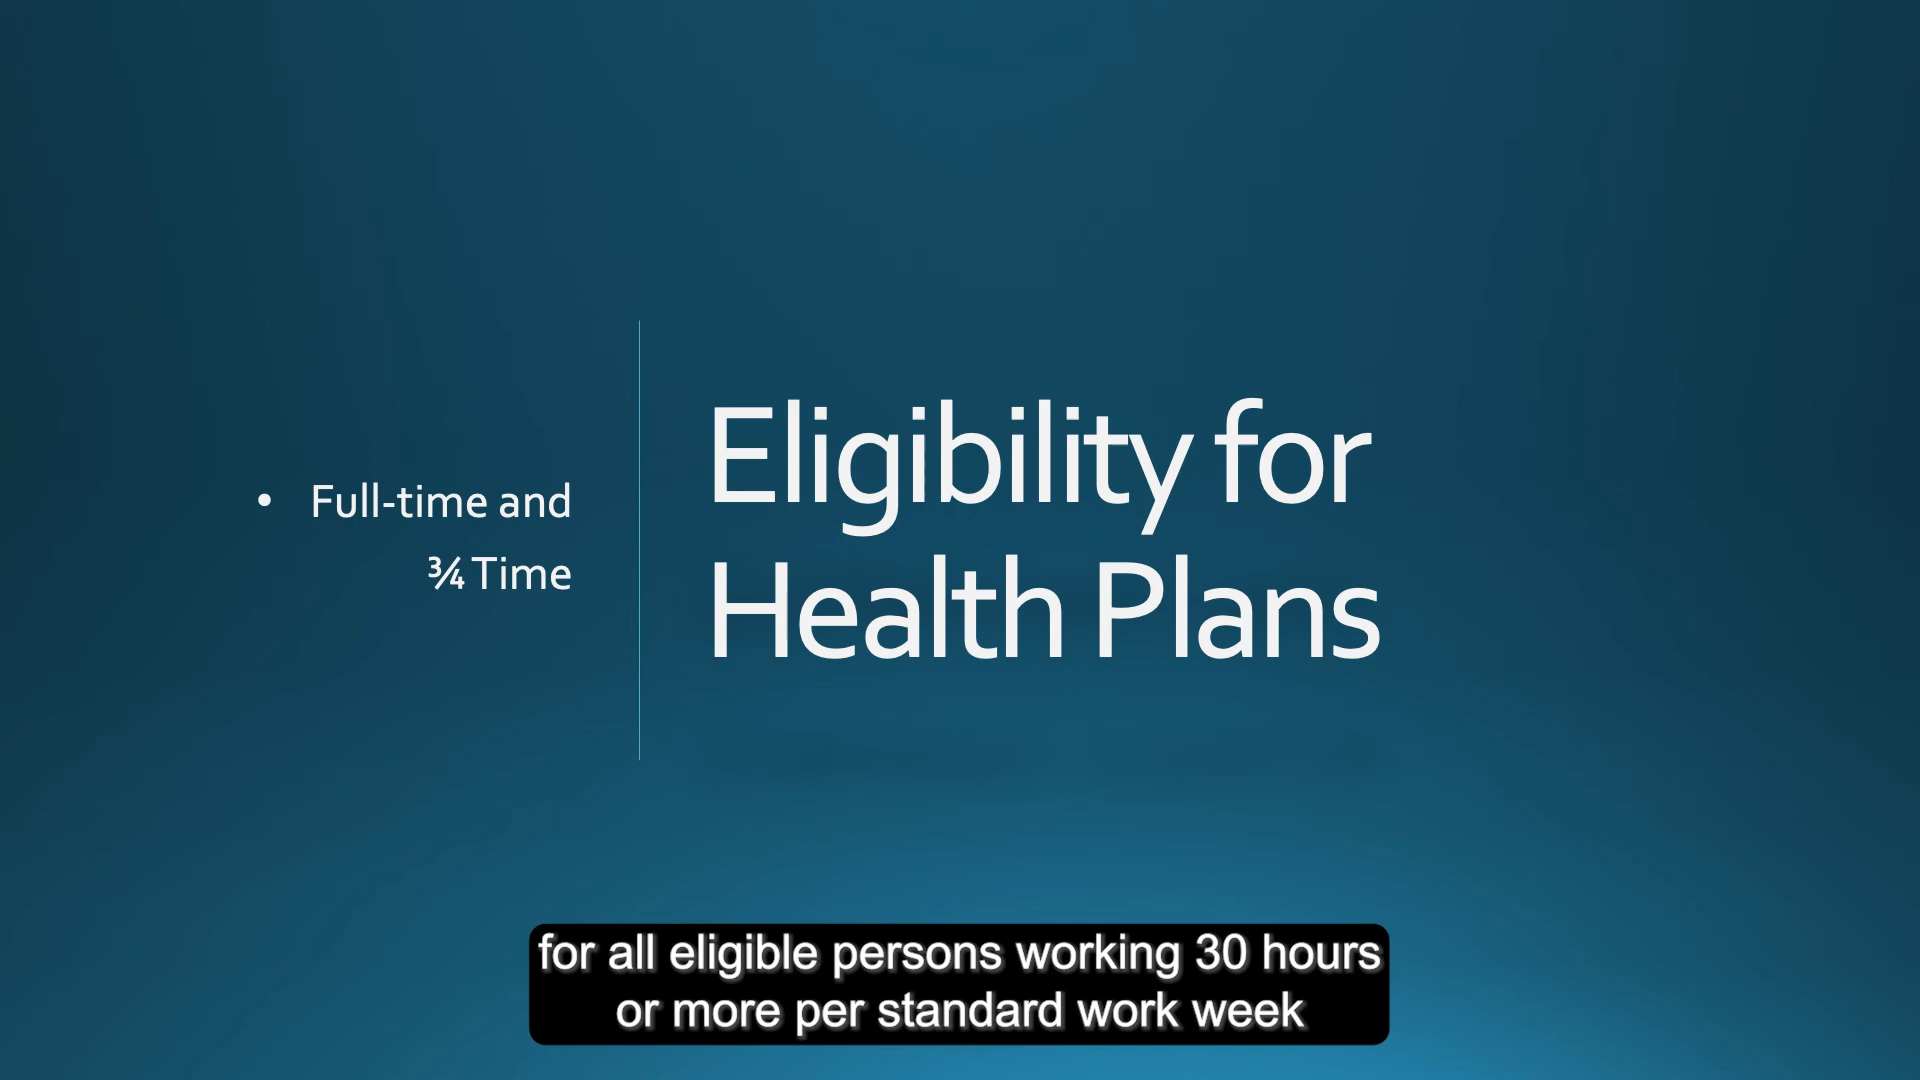 • Full-time and
¾ Time
Eligibility for
Health Plans
for all eligible persons working 30 hours
or more per standard work week